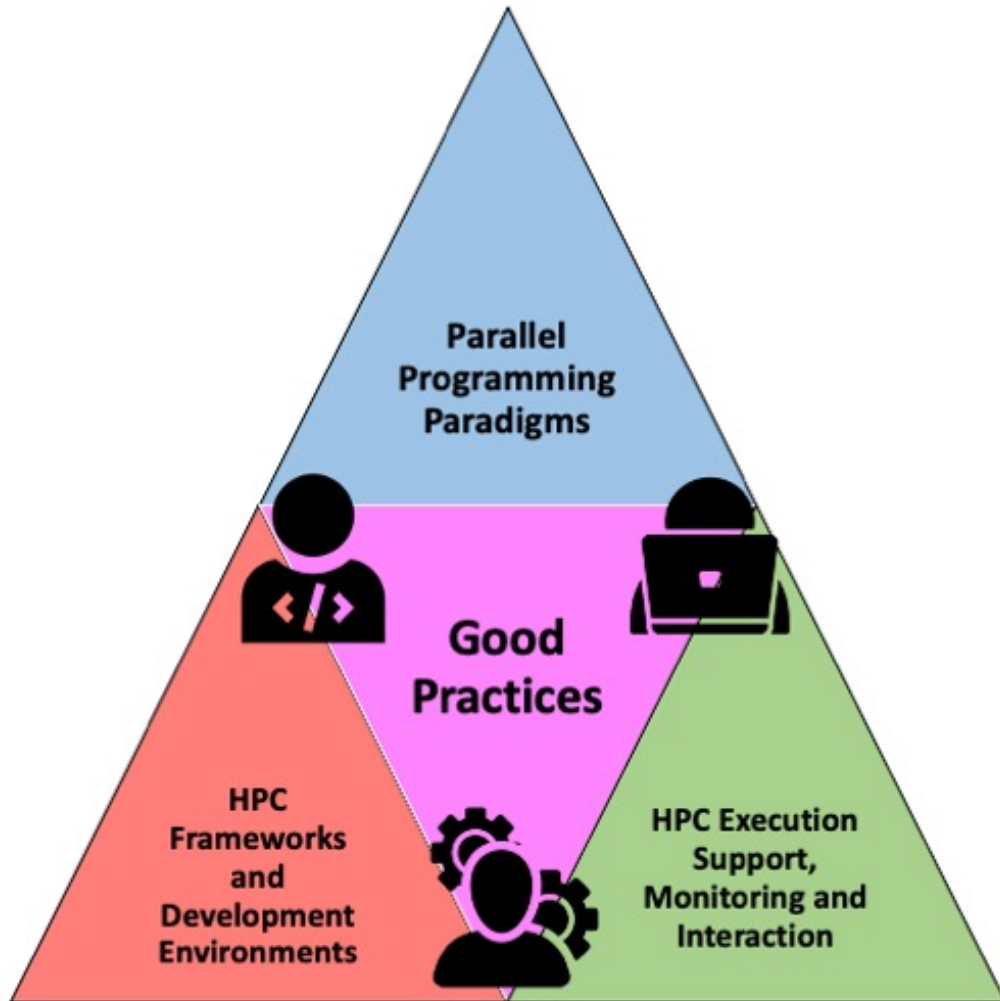 Parallel
Programming
Paradigms
</>
Good
Practices
HPC
Frameworks
and
Development
Environments
HPC Execution
Support,
Monitoring and
Interaction